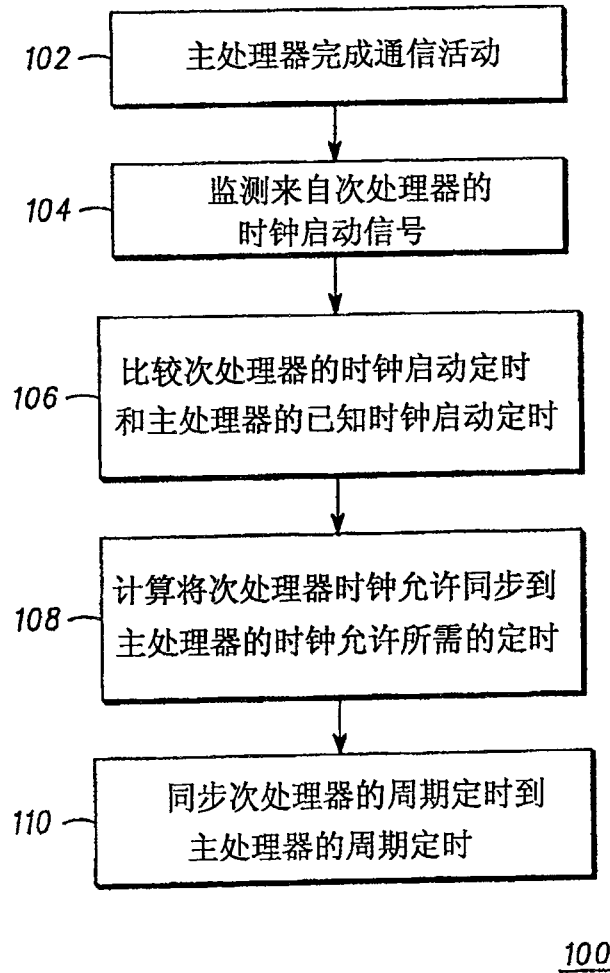 102
主处理器完成通信活动
104
监测来自次处理器的
时钟启动信号
106
比较次处理器的时钟启动定时
和主处理器的已知时钟启动定时
108
计算将次处理器时钟允许同步到
主处理器的时钟允许所需的定时
110
同步次处理器的周期定时到
主处理器的周期定时
100